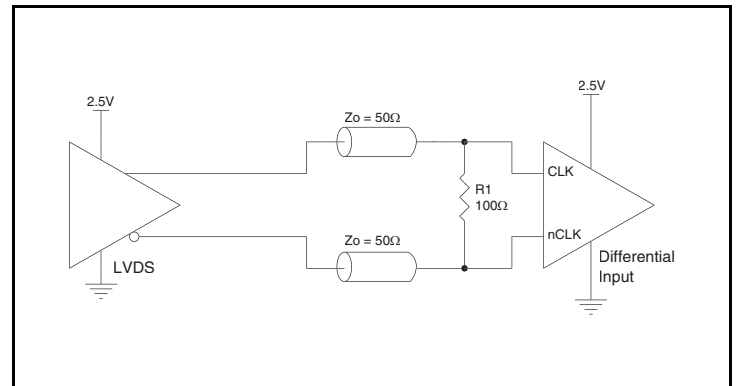 2.5V
2.5V
Zo = 50Ω
CLK
R1
100Ω
nCLK
Zo = 50Ω
LVDS
Differential
Input